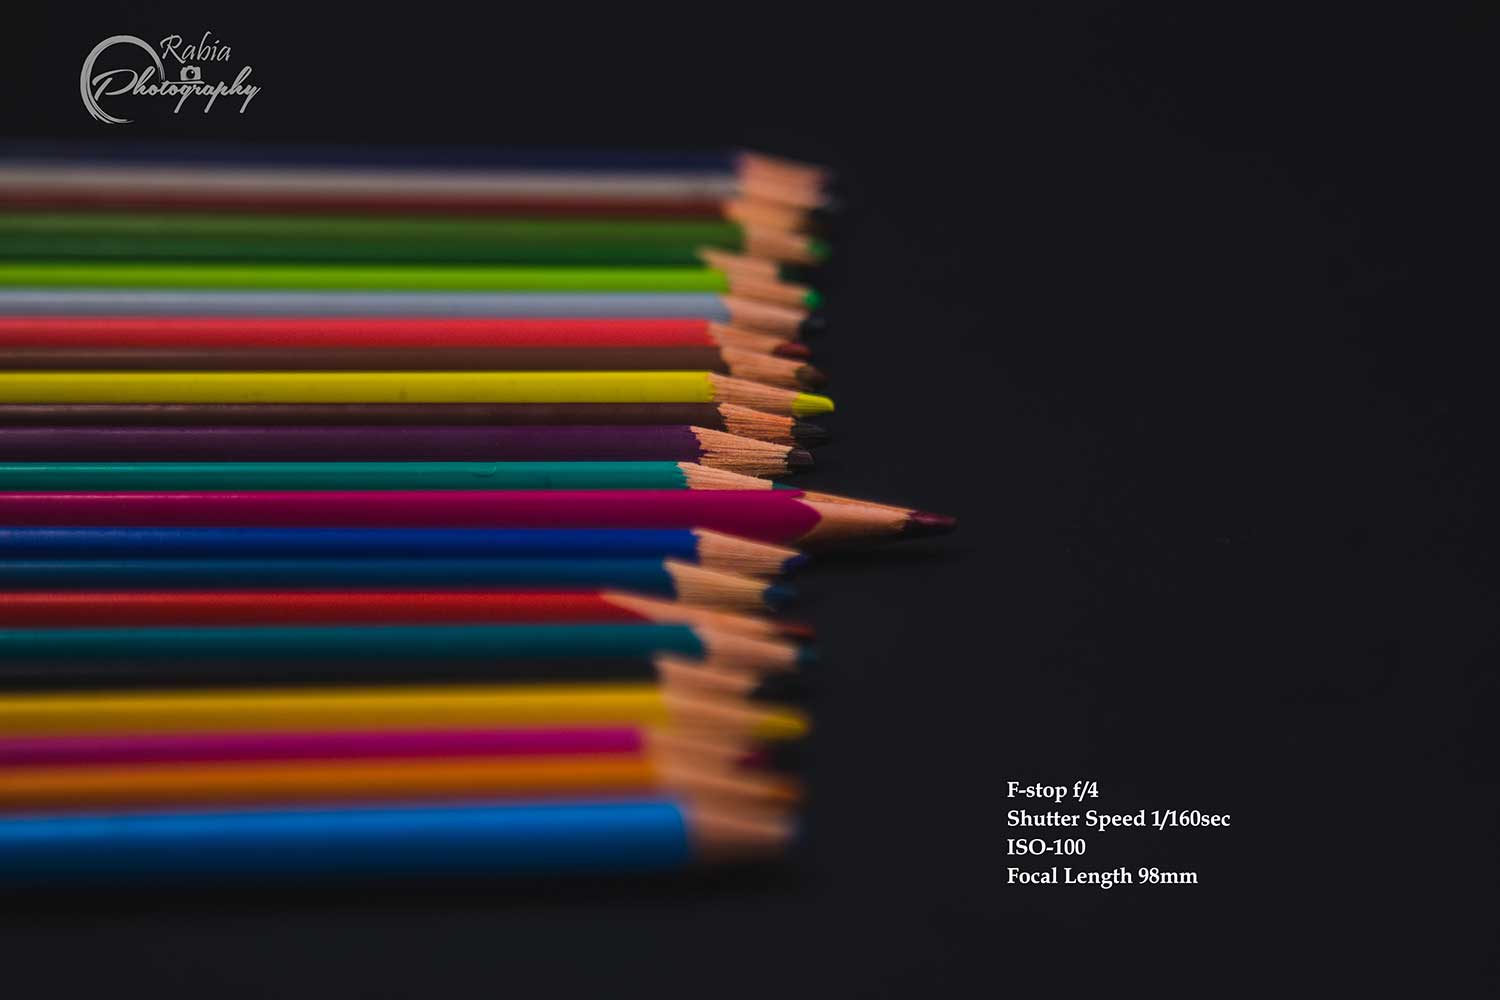 Rabia
Photography
F-stop f/4
Shutter Speed 1/160sec
ISO-100
Focal Length 98mm